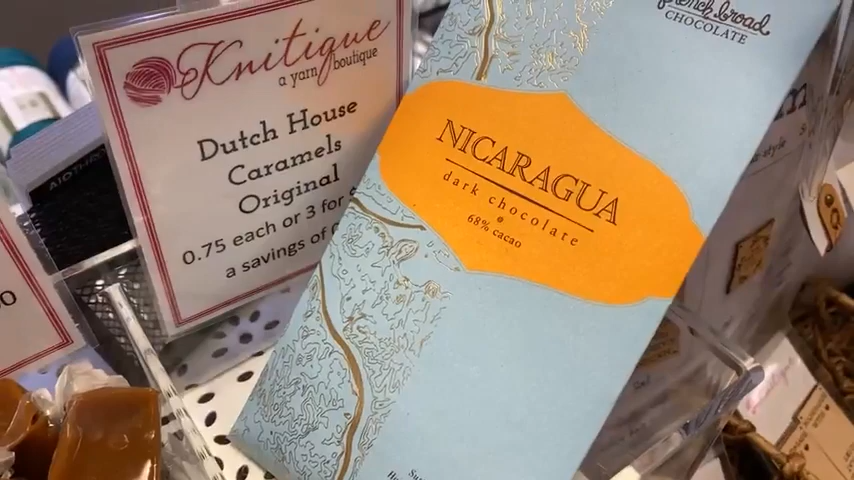 Knitique
a yarn boutique
Dutch House
Caramels
Original
0.75 each or 3 for
a savings of
french broad
CHOCOLATE
NICARAGUA
dark chocolate
68% cacao